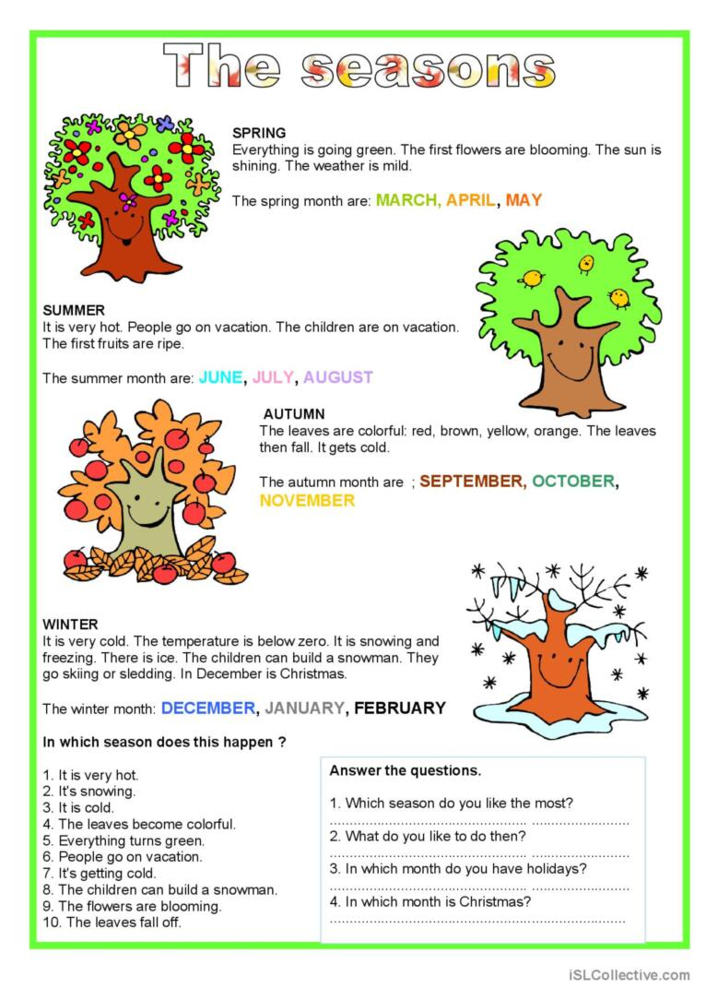 The seasons
SPRING
Everything is going green. The first flowers are blooming. The sun is
shining. The weather is mild.
The spring month are: MARCH, APRIL, MAY
SUMMER
It is very hot. People go on vacation. The children are on vacation.
The first fruits are ripe.
The summer month are: JUNE, JULY, AUGUST
AUTUMN
The leaves are colorful: red, brown, yellow, orange. The leaves
then fall. It gets cold.
The autumn month are ; SEPTEMBER, OCTOBER,
NOVEMBER
WINTER
It is very cold. The temperature is below zero. It is snowing and
freezing. There is ice. The children can build a snowman. They
go skiing or sledding. In December is Christmas.
The winter month: DECEMBER, JANUARY, FEBRUARY
In which season does this happen ?
1. It is very hot.
2. It's snowing.
3. It is cold.
4. The leaves become colorful.
5. Everything turns green.
6. People go on vacation.
7. It's getting cold.
8. The children can build a snowman.
9. The flowers are blooming.
10. The leaves fall off.
Answer the questions.
1. Which season do you like the most?
2. What do you like to do then?
3. In which month do you have holidays?
4. In which month is Christmas?
iSLCollective.com